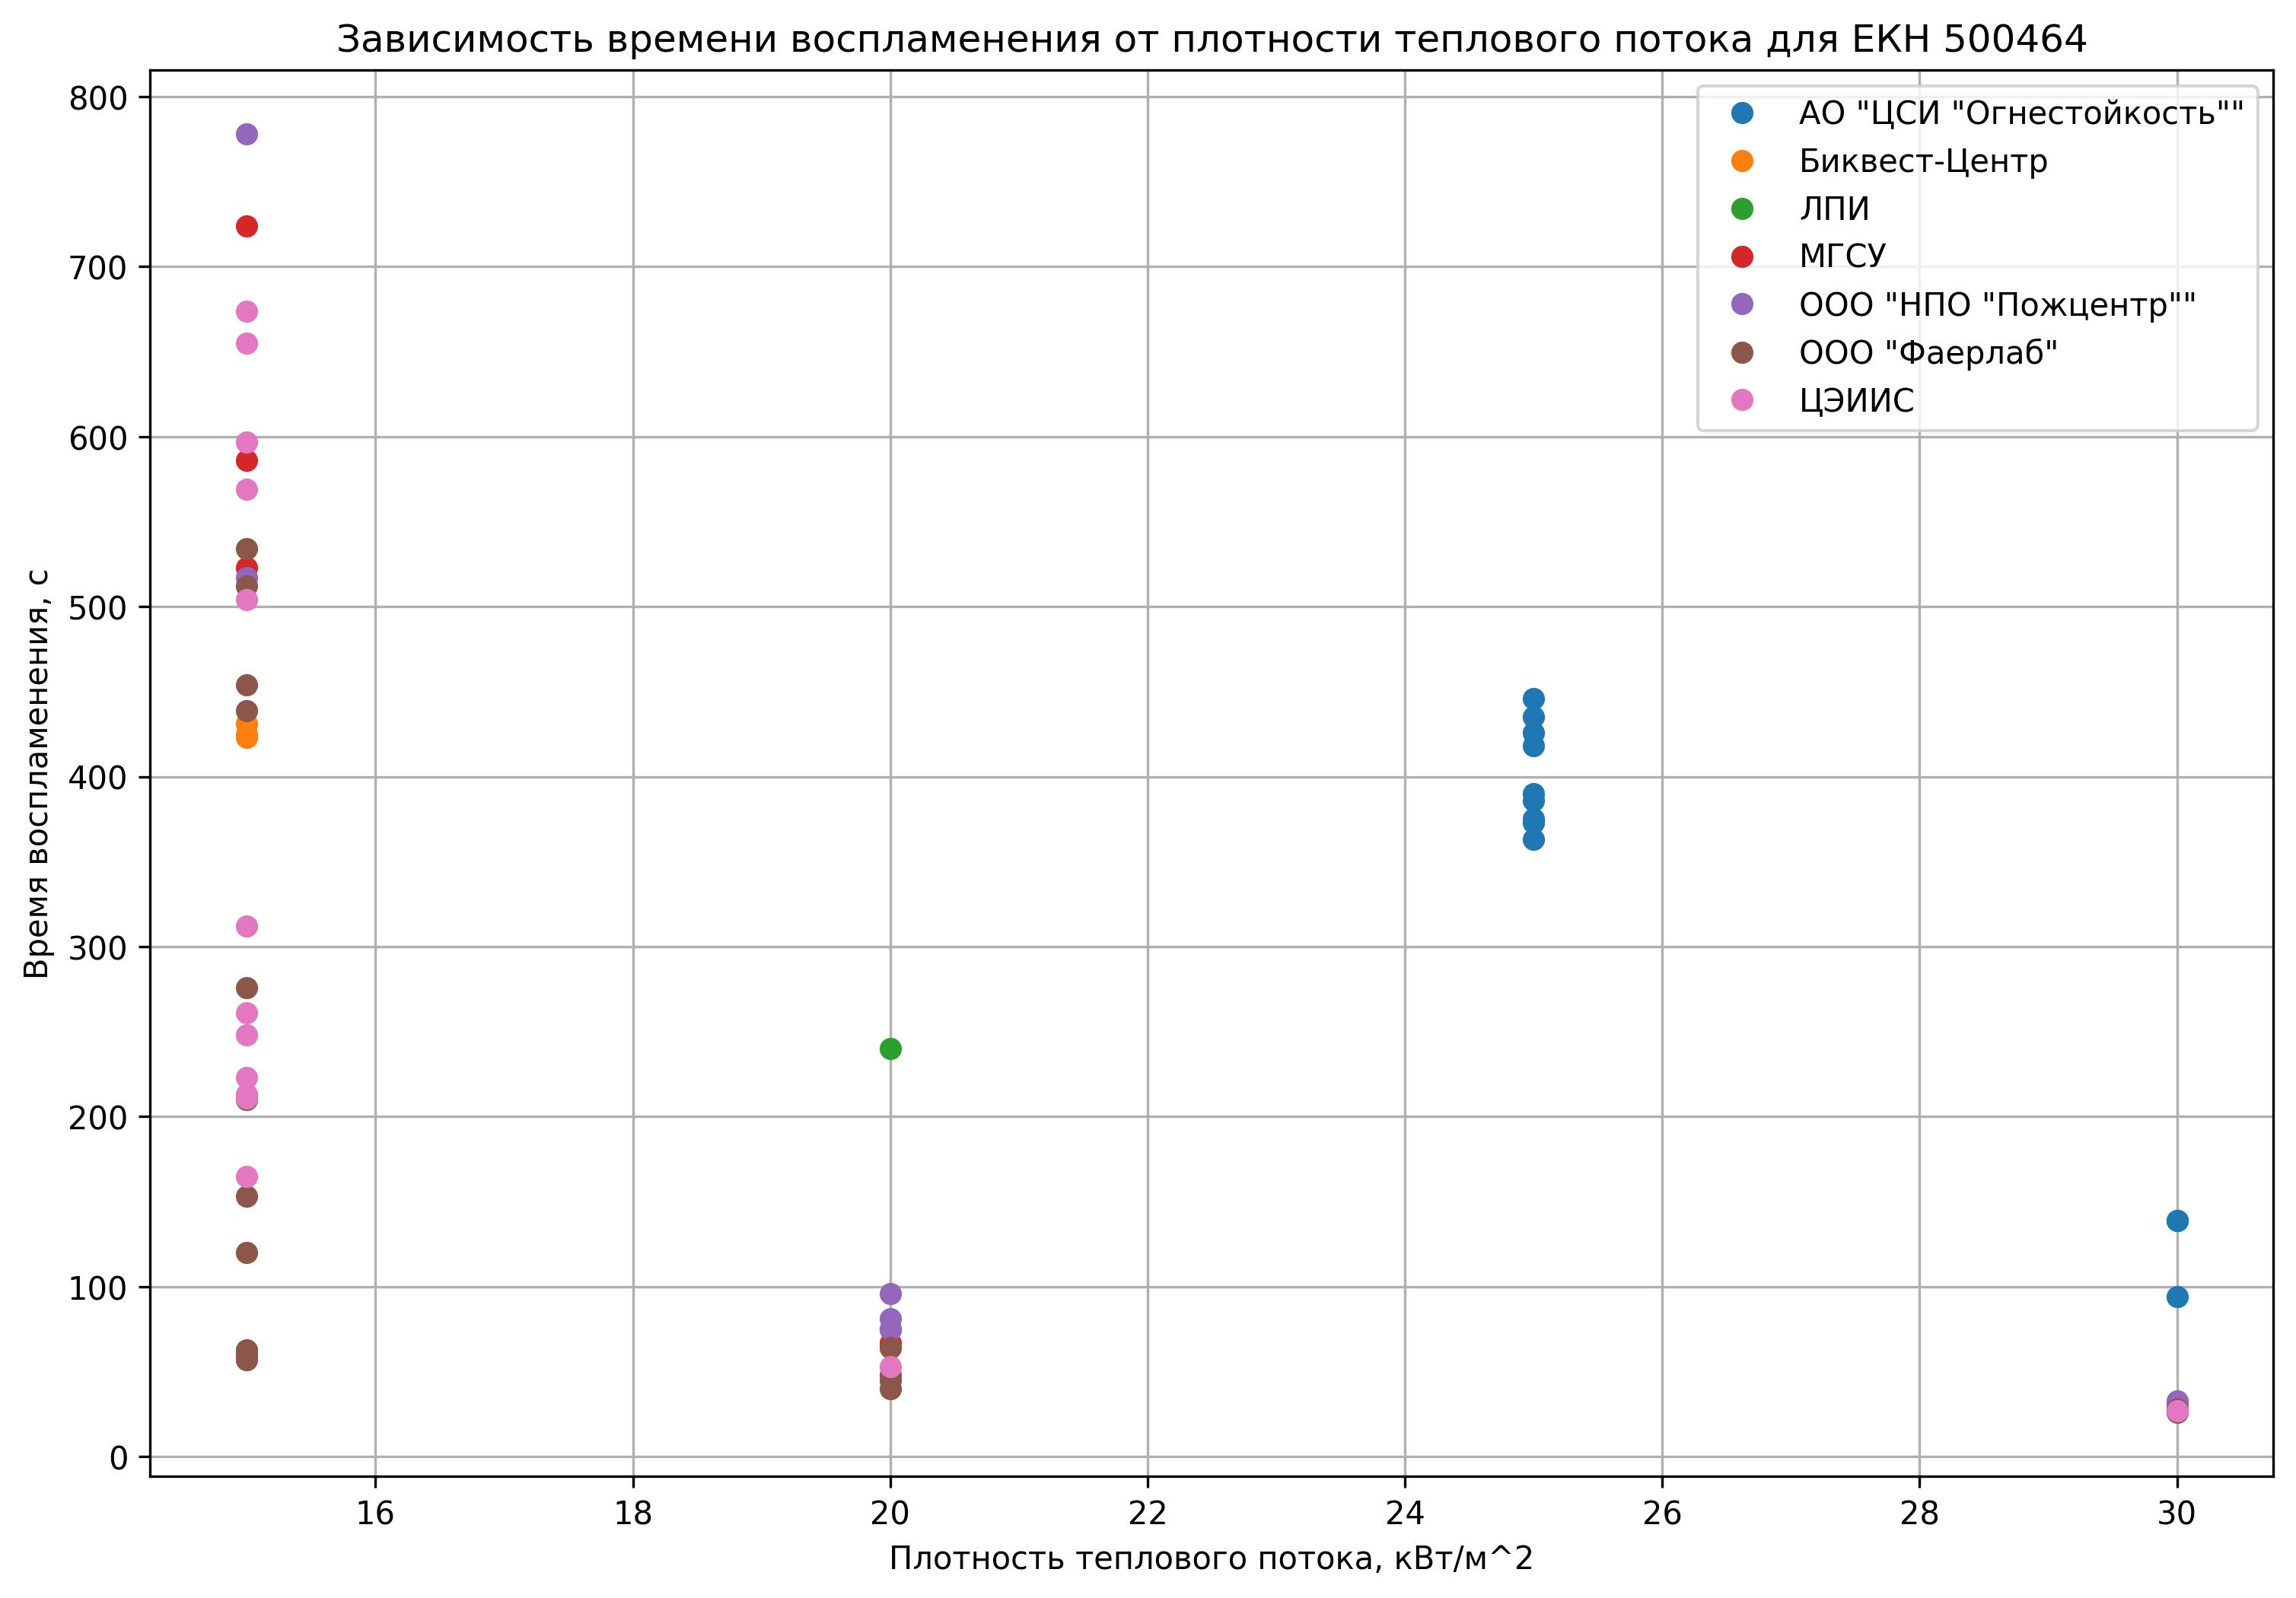 Зависимость времени воспламенения от плотности теплового потока для ЕКН 500464
АО "ЦСИ "Огнестойкость""
Биквест-Центр
ЛПИ
МГСУ
ООО "НПО "Пожцентр""
ООО "Фаерлаб"
ЦЭИИС
Время воспламенения, с
800
700
600
500
400
300
200
100
0
16 18 20 22 24 26 28 30
Плотность теплового потока, кВт/м^2